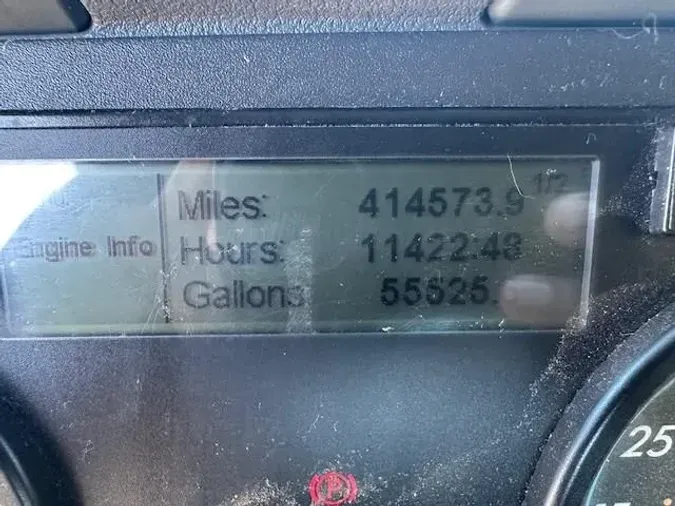 Miles: 414573.9 1/2
Engine Info
Hours: 11422.48
Gallons: 55525.
P
25